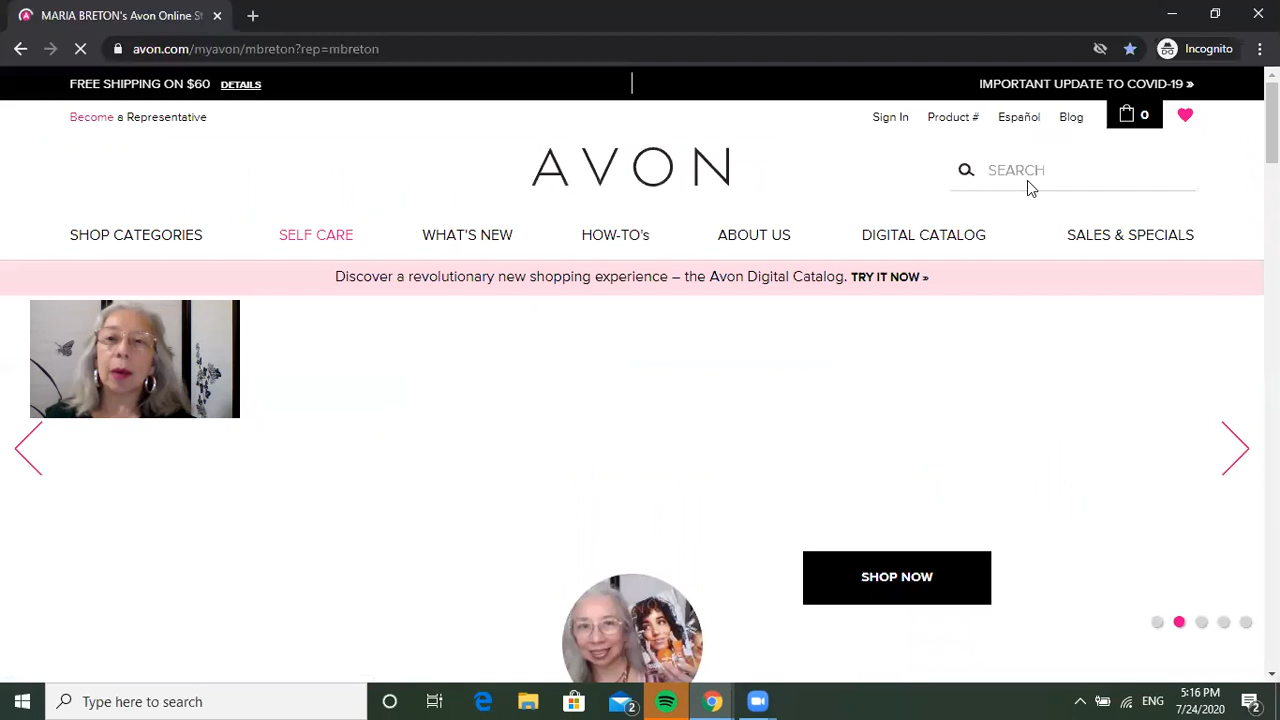 MARIA BRETON's Avon Online St
avon.com/myavon/mbreton?rep=mbreton
Incognito
FREE SHIPPING ON $60 DETAILS
IMPORTANT UPDATE TO COVID-19 »
Become a Representative
Sign In
Product #
Español
Blog
0
AVON
SEARCH
SHOP CATEGORIES
SELF CARE
WHAT'S NEW
HOW-TO's
ABOUT US
DIGITAL CATALOG
SALES & SPECIALS
Discover a revolutionary new shopping experience – the Avon Digital Catalog. TRY IT NOW »
SHOP NOW
Type here to search
2
ENG
5:16 PM
7/24/2020
2